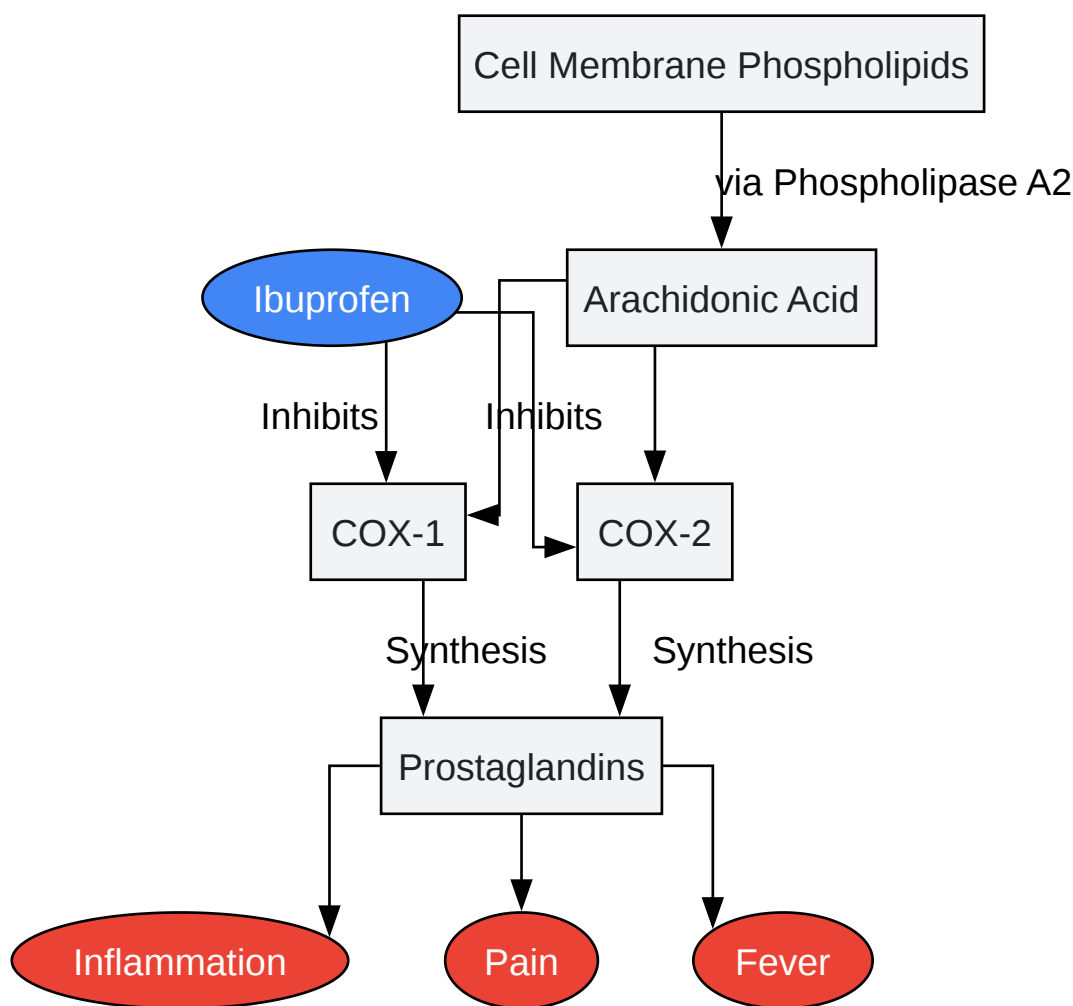 Cell Membrane Phospholipids
via Phospholipase A2
Ibuprofen
Arachidonic Acid
Inhibits
Inhibits
COX-1
COX-2
Synthesis
Synthesis
Prostaglandins
Inflammation
Pain
Fever